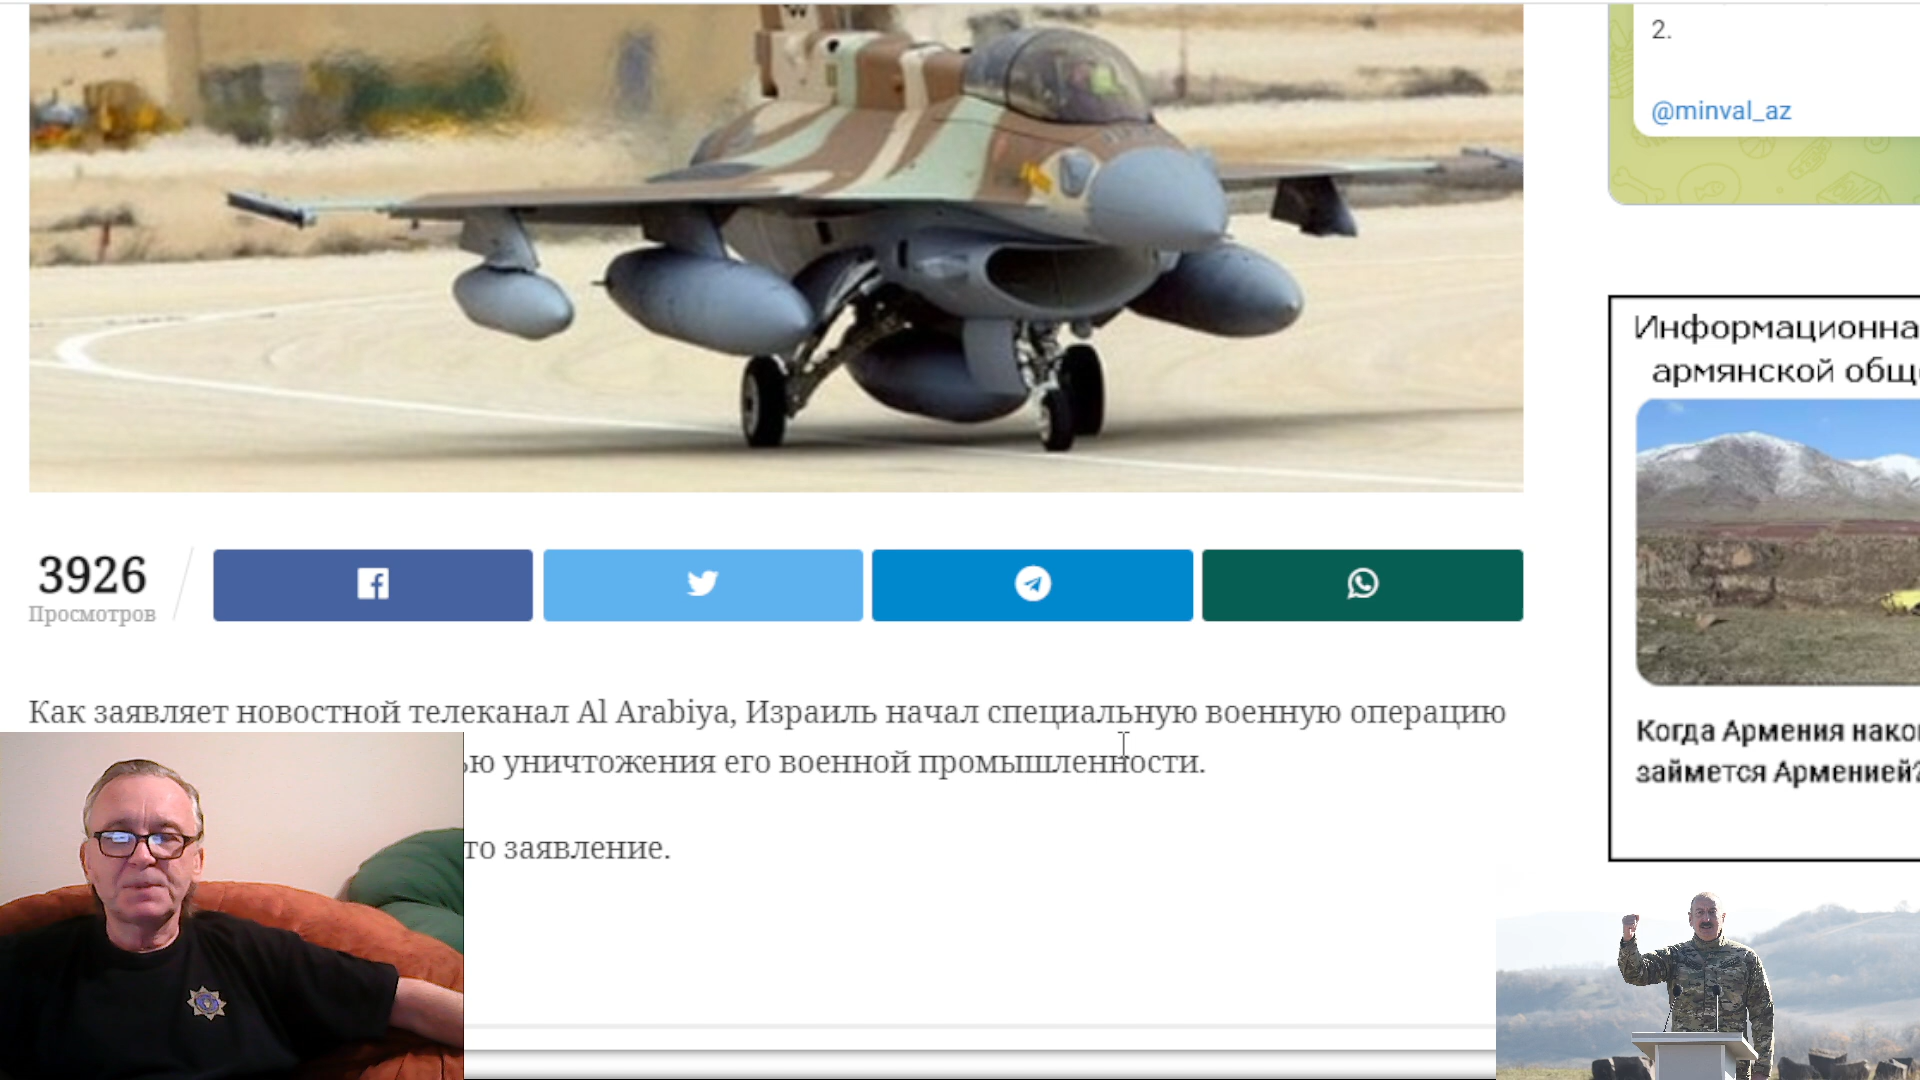 2.
@minval_az
Информационна
армянской общ
3926
Просмотров
Как заявляет новостной телеканал Al Arabiya, Израиль начал специальную военную операцию
ью уничтожения его военной промышленности.
то заявление.
Когда Армения нако
займется Арменией?